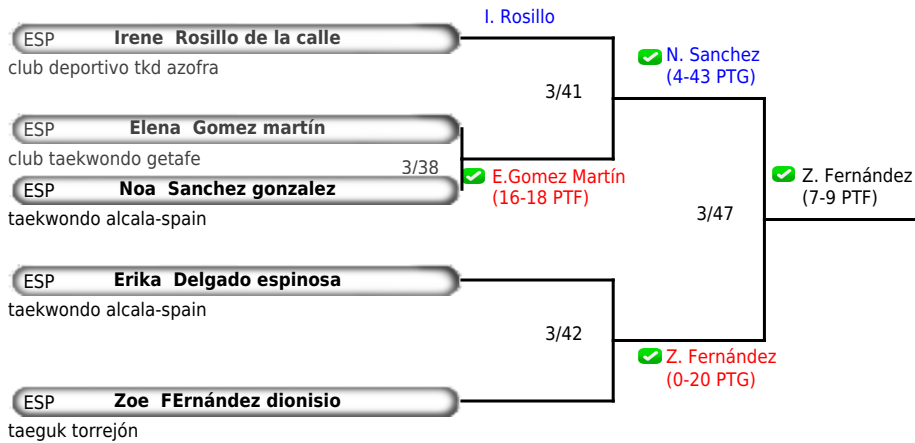 I. Rosillo
ESP Irene Rosillo de la calle
club deportivo tkd azofra
N. Sanchez
(4-43 PTG)
3/41
ESP Elena Gomez martín
club taekwondo getafe
3/38
E.Gomez Martín
(16-18 PTF)
ESP Noa Sanchez gonzalez
taekwondo alcala-spain
Z. Fernández
(7-9 PTF)
3/47
ESP Erika Delgado espinosa
taekwondo alcala-spain
3/42
Z. Fernández
(0-20 PTG)
ESP Zoe FErnández dionisio
taeguk torrejón